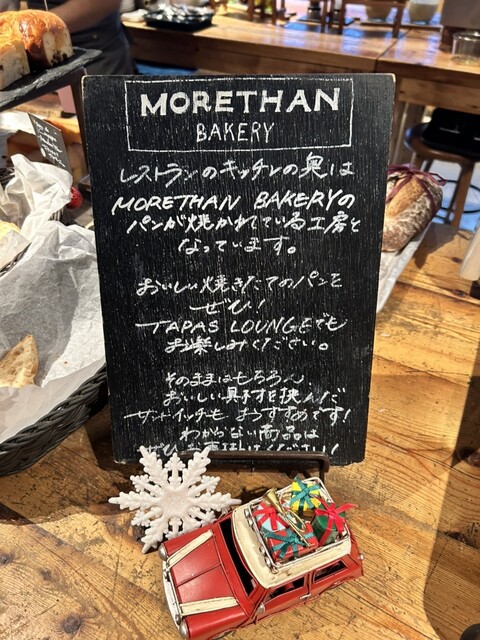 MORETHAN
BAKERY
レストランのキッチンの奥は
MORETHAN BAKERYの
パンが焼かれている工房と
なっています。
おいしい焼きたてのパンを
ぜひ!
TAPAS LOUNGEでも
お楽しみください。
そのままはもちろん
おいしい具材を挟んだ
サンドイッチも おすすめです!
わからない商品は